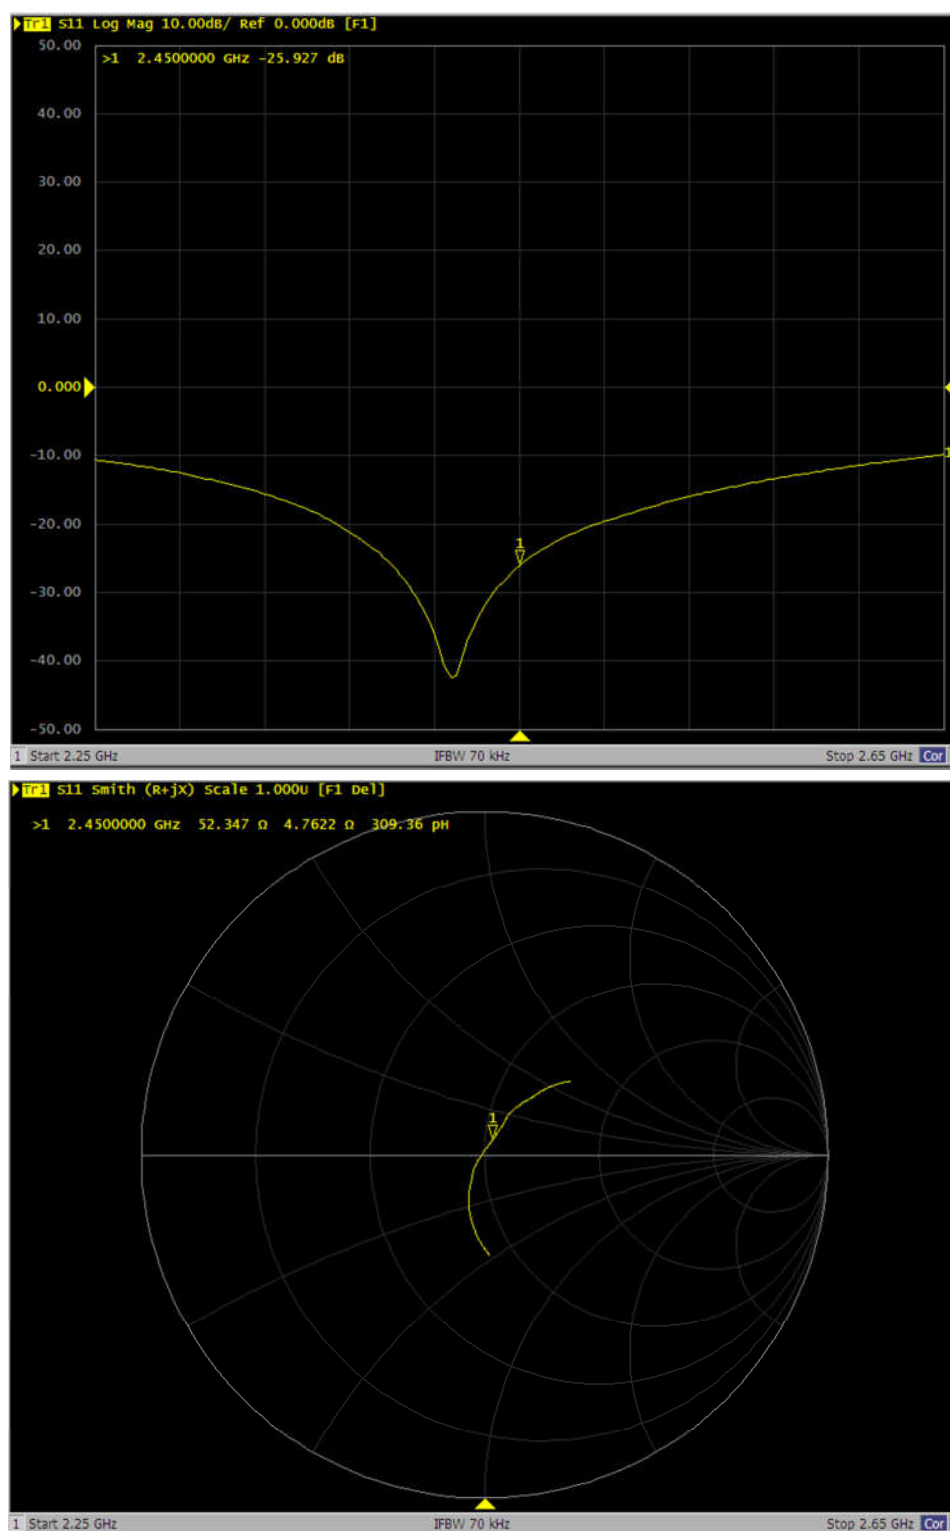 Tr1 S11 Log Mag 10.00dB/ Ref 0.000dB [F1]
50.00
>1 2.4500000 GHz -25.927 dB
40.00
30.00
20.00
10.00
0.000
-10.00
1
-20.00
1
-30.00
-40.00
-50.00
1 Start 2.25 GHz IFBW 70 kHz Stop 2.65 GHz Cor
Tr1 S11 Smith (R+jX) Scale 1.000U [F1 Del]
>1 2.4500000 GHz 52.347 Ω 4.7622 Ω 309.36 pH
1
1 Start 2.25 GHz IFBW 70 kHz Stop 2.65 GHz Cor